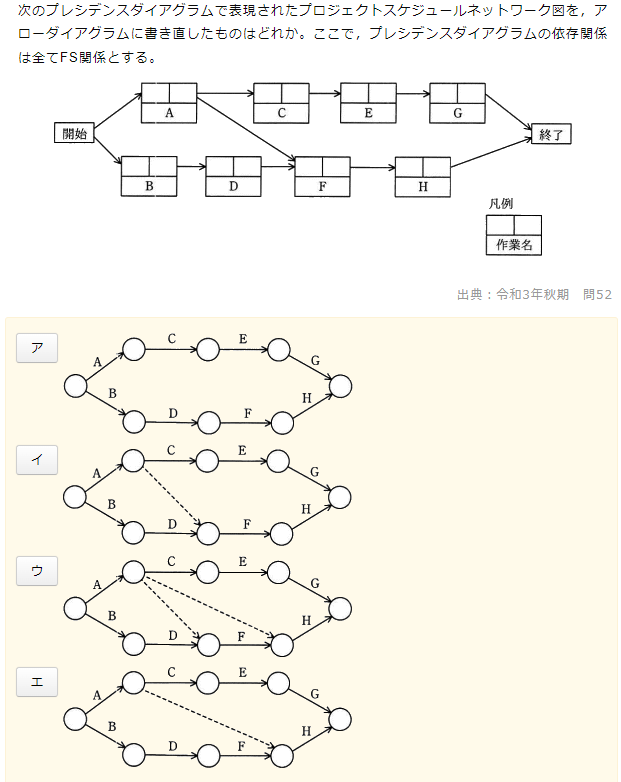 次のプレシデンスダイアグラムで表現されたプロジェクトスケジュールネットワーク図を，ア
ローダイアグラムに書き直したものはどれか。ここで，プレシデンスダイアグラムの依存関係
は全てFS関係とする。
A
C
E
G
開始
終了
B
D
F
H
凡例
作業名
出典：令和3年秋期　問52
ア
A
C
E
G
B
D
F
H
イ
A
C
E
G
B
D
F
H
ウ
A
C
E
G
B
D
F
H
エ
A
C
E
G
B
D
F
H